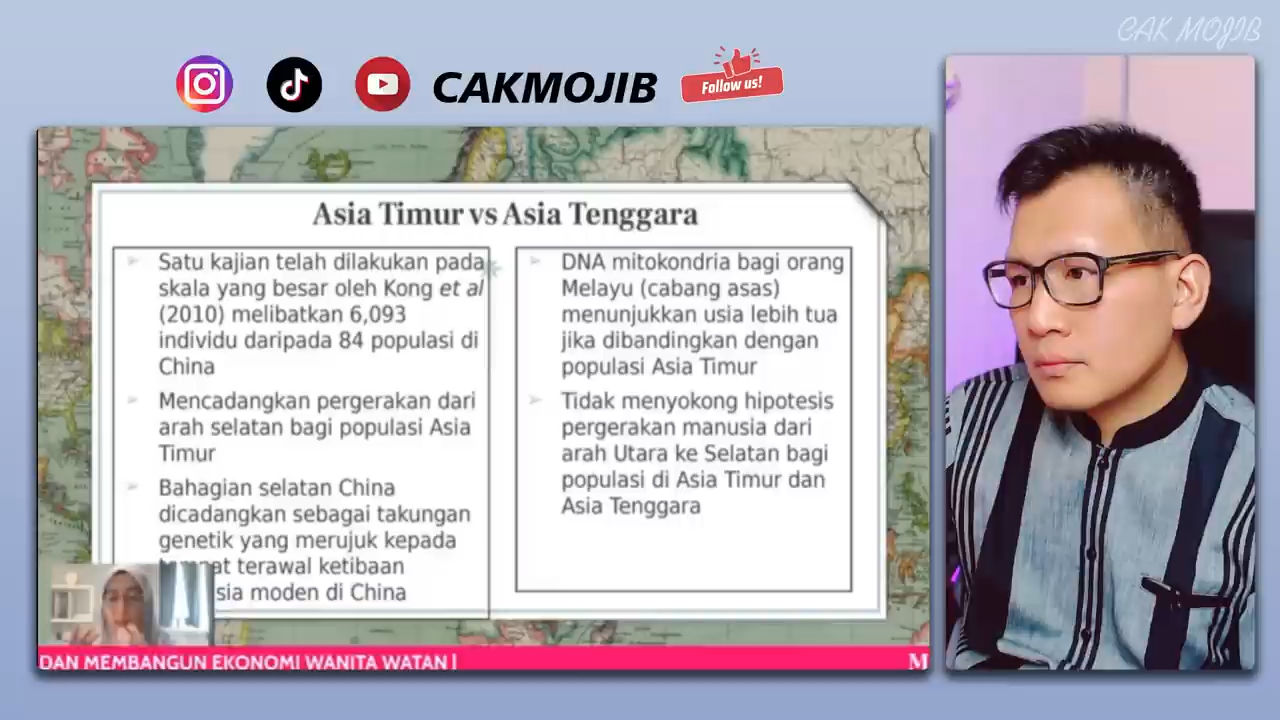 CAK MOJIB
CAKMOJIB
Follow us!
Asia Timur vs Asia Tenggara
Satu kajian telah dilakukan pada
skala yang besar oleh Kong et al
(2010) melibatkan 6,093
individu daripada 84 populasi di
China
Mencadangkan pergerakan dari
arah selatan bagi populasi Asia
Timur
Bahagian selatan China
dicadangkan sebagai takungan
genetik yang merujuk kepada
terawal ketibaan
moden di China
DNA mitokondria bagi orang
Melayu (cabang asas)
menunjukkan usia lebih tua
jika dibandingkan dengan
populasi Asia Timur
Tidak menyokong hipotesis
pergerakan manusia dari
arah Utara ke Selatan bagi
populasi di Asia Timur dan
Asia Tenggara
DAN MEMBANGUN EKONOMI WANITA WATAN |
M